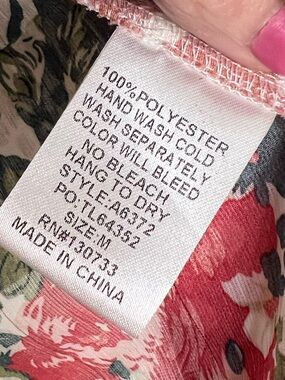 100%POLYESTER
HAND WASH COLD
WASH SEPARATELY
COLOR WILL BLEED
NO BLEACH
HANG TO DRY
STYLE:A6372
PO:TL64352
SIZE:M
RN#130733
MADE IN CHINA